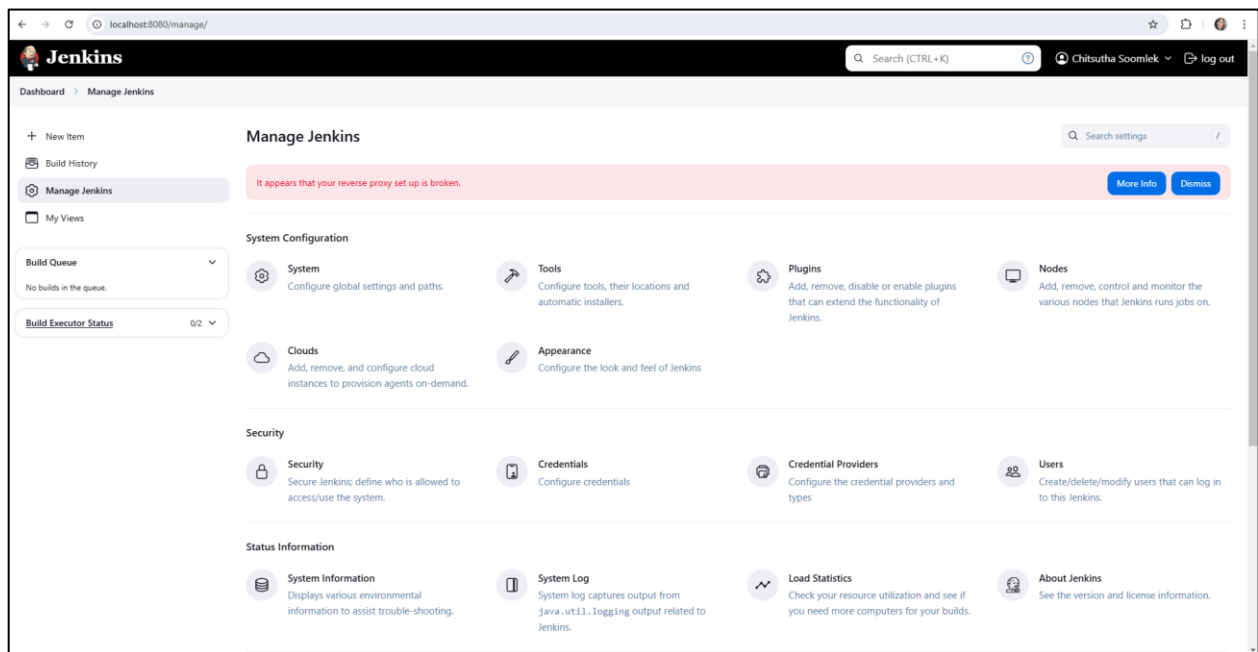 localhost:8080/manage/
Jenkins
Search (CTRL+K)
Chitsutha Soomlek
log out
Dashboard > Manage Jenkins
New Item
Build History
Manage Jenkins
My Views
Build Queue
No builds in the queue.
Build Executor Status
0/2
Manage Jenkins
Search settings
/
It appears that your reverse proxy set up is broken.
More Info
Dismiss
System Configuration
System
Configure global settings and paths.
Tools
Configure tools, their locations and
automatic installers.
Plugins
Add, remove, disable or enable plugins
that can extend the functionality of
Jenkins.
Nodes
Add, remove, control and monitor the
various nodes that Jenkins runs jobs on.
Clouds
Add, remove, and configure cloud
instances to provision agents on-demand.
Appearance
Configure the look and feel of Jenkins
Security
Security
Secure Jenkins; define who is allowed to
access/use the system.
Credentials
Configure credentials
Credential Providers
Configure the credential providers and
types
Users
Create/delete/modify users that can log in
to this Jenkins.
Status Information
System Information
Displays various environmental
information to assist trouble-shooting.
System Log
System log captures output from
java.util.logging output related to
Jenkins.
Load Statistics
Check your resource utilization and see if
you need more computers for your builds.
About Jenkins
See the version and license information.